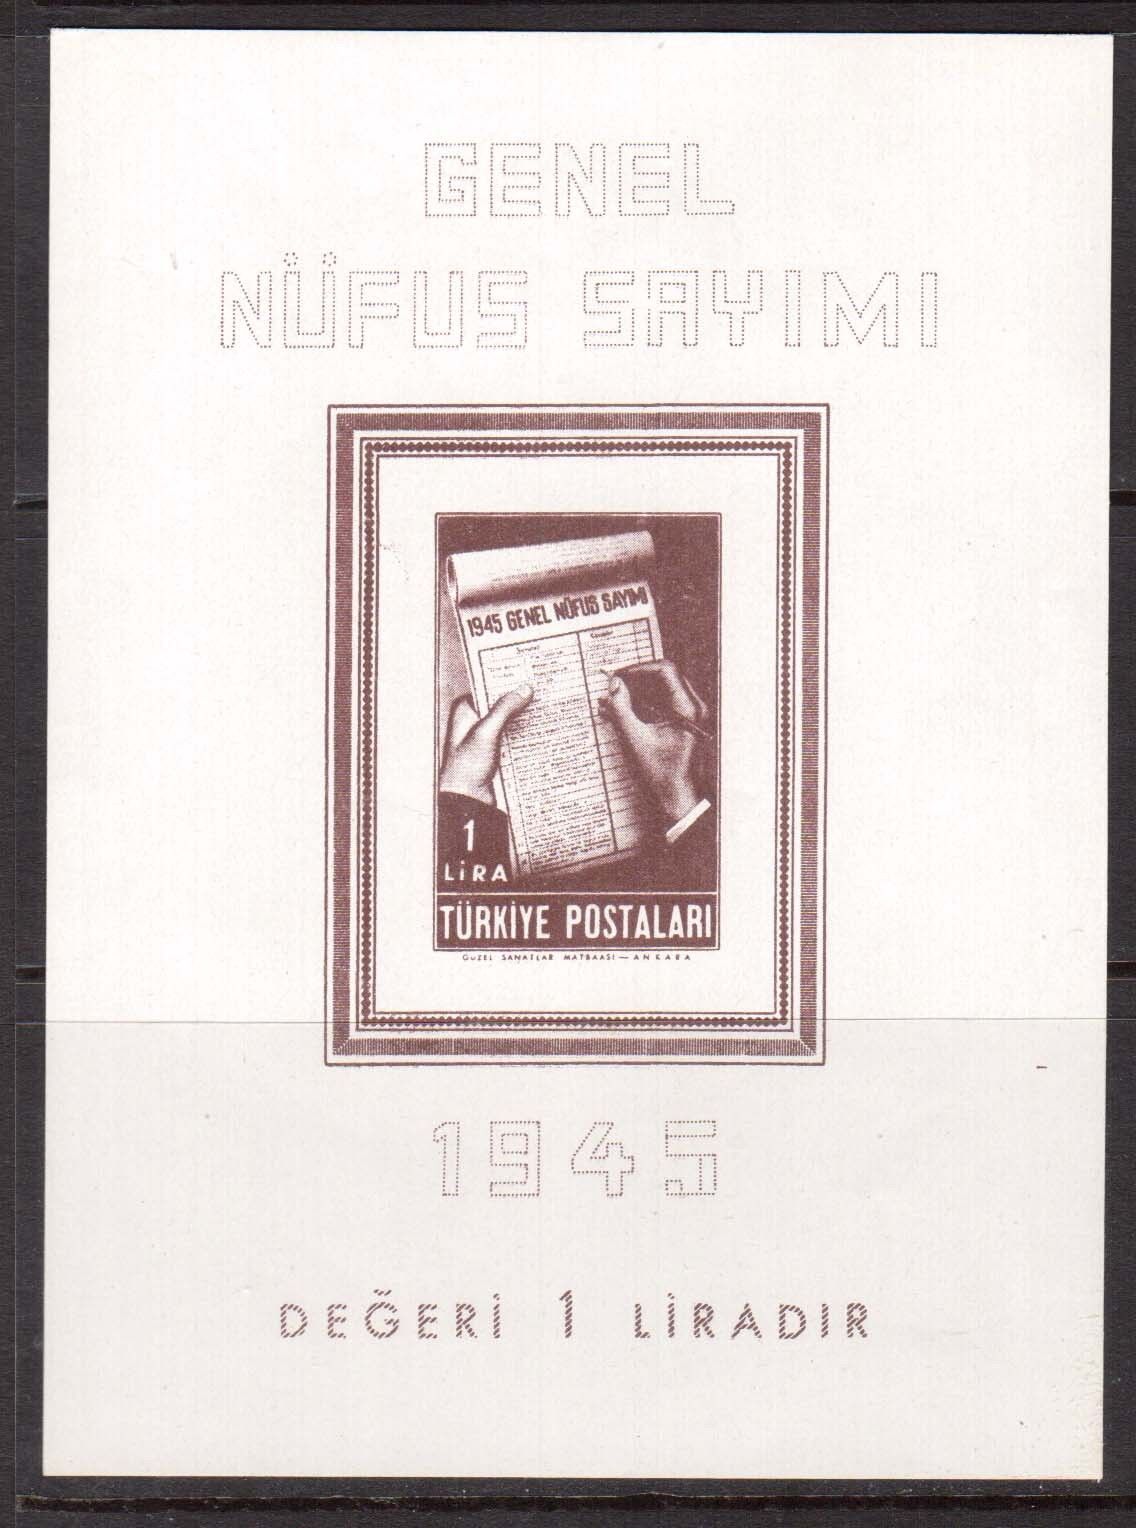 GENEL
NÜFUS SAYIMI
1945 GENEL NÜFUS SAYIMI
1
LİRA
TÜRKİYE POSTALARI
GÜZEL SANATLAR MATBAASI — ANKARA
1945
DEĞERİ 1 LİRADIR